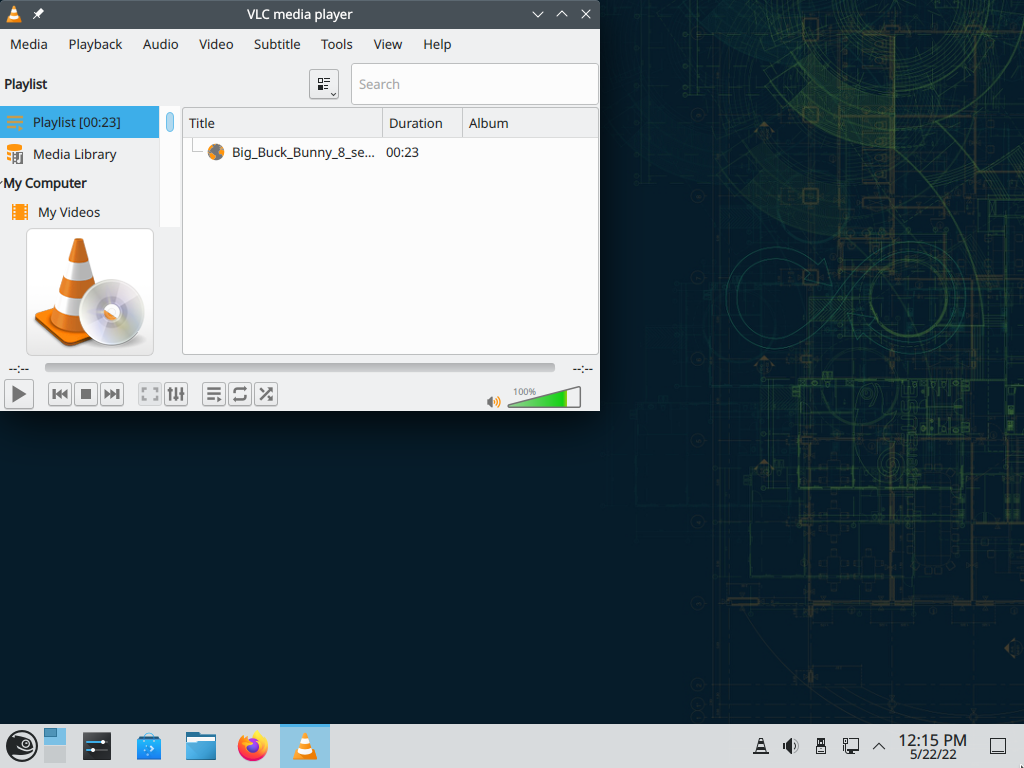 VLC media player
Media Playback Audio Video Subtitle Tools View Help
Playlist
Search
Playlist [00:23]
Media Library
My Computer
My Videos
Title Duration Album
Big_Buck_Bunny_8_se... 00:23
--:-- --:--
100%
12:15 PM
5/22/22